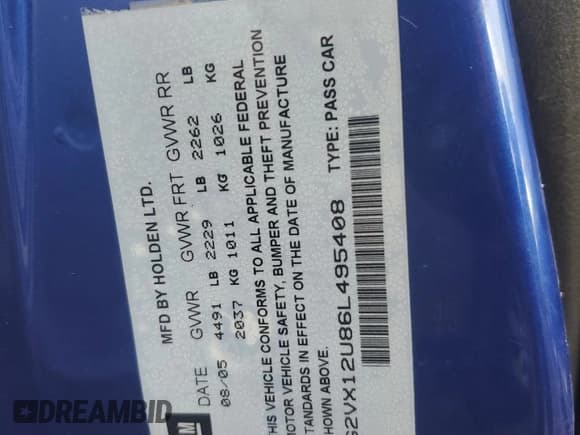 MFD BY HOLDEN LTD.
DATE GVWR GVWR FRT GVWR RR
08/05 4491 LB 2229 LB 2262 LB
2037 KG 1011 KG 1026 KG
THIS VEHICLE CONFORMS TO ALL APPLICABLE FEDERAL
MOTOR VEHICLE SAFETY, BUMPER AND THEFT PREVENTION
STANDARDS IN EFFECT ON THE DATE OF MANUFACTURE
SHOWN ABOVE.
G2VX12U86L495408 TYPE: PASS CAR
DREAMBID